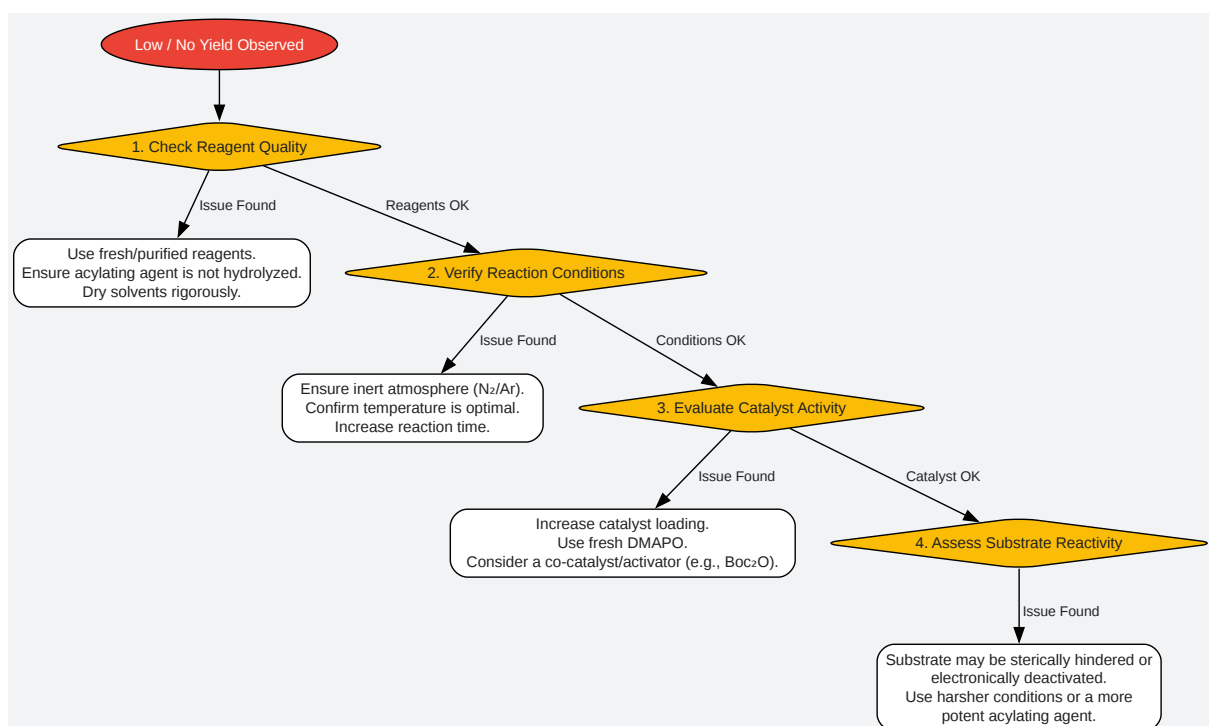 Low / No Yield Observed
1. Check Reagent Quality
Issue Found
Reagents OK
Use fresh/purified reagents.
Ensure acylating agent is not hydrolyzed.
Dry solvents rigorously.
2. Verify Reaction Conditions
Issue Found
Conditions OK
Ensure inert atmosphere (N₂/Ar).
Confirm temperature is optimal.
Increase reaction time.
3. Evaluate Catalyst Activity
Issue Found
Catalyst OK
Increase catalyst loading.
Use fresh DMAPO.
Consider a co-catalyst/activator (e.g., Boc₂O).
4. Assess Substrate Reactivity
Issue Found
Substrate may be sterically hindered or
electronically deactivated.
Use harsher conditions or a more
potent acylating agent.